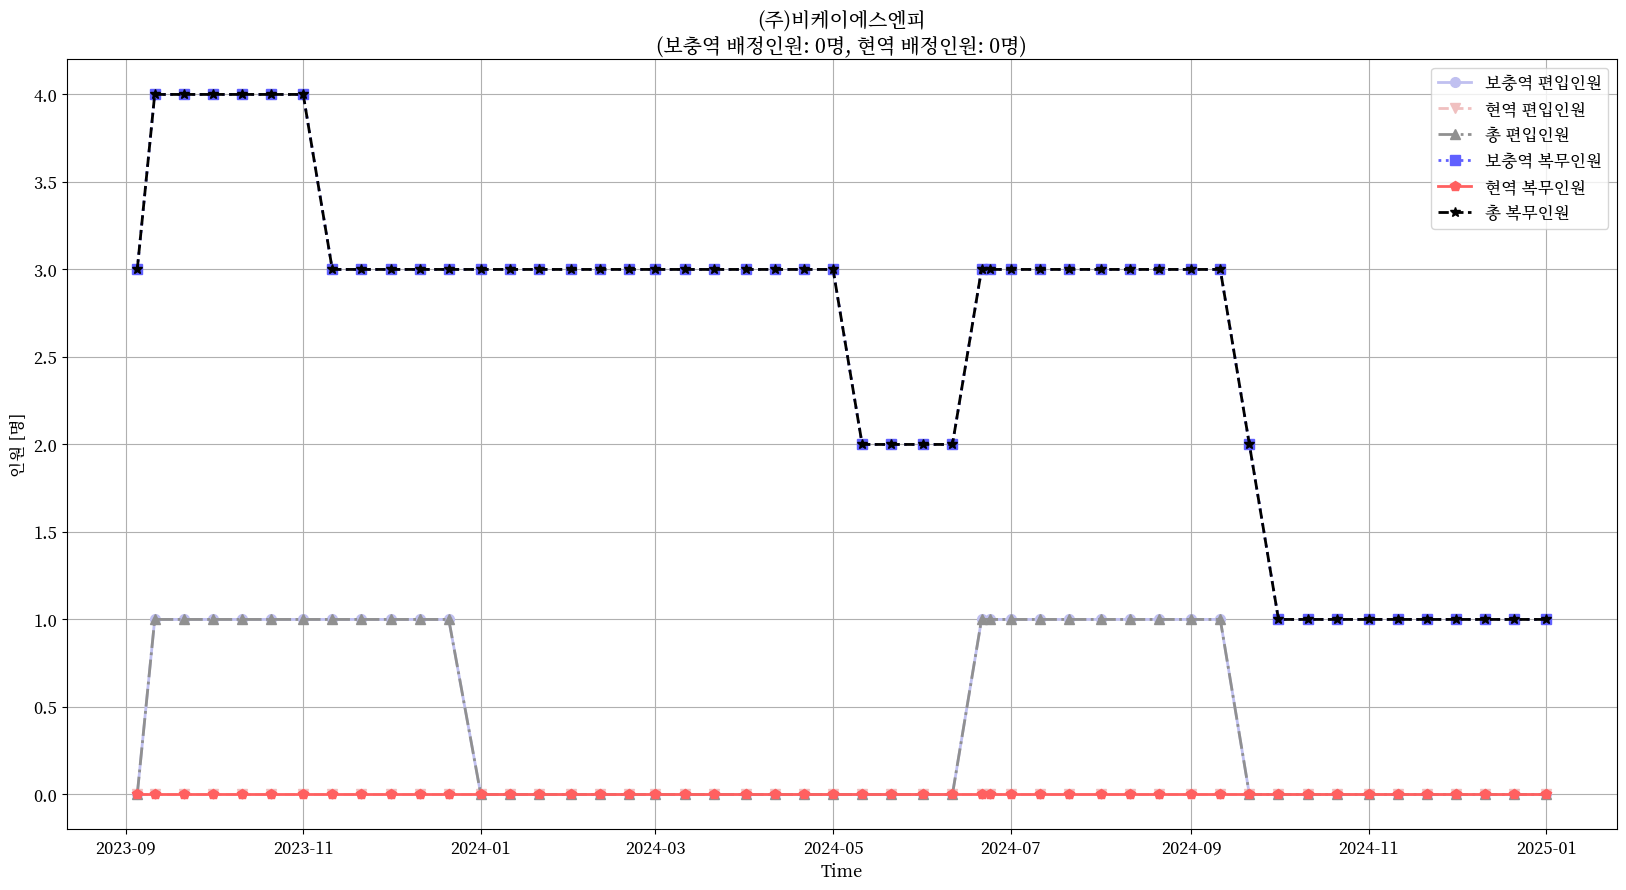 (주)비케이에스엔피
(보충역 배정인원: 0명, 현역 배정인원: 0명)
보충역 편입인원
현역 편입인원
총 편입인원
보충역 복무인원
현역 복무인원
총 복무인원
인원 [명]
4.0
3.5
3.0
2.5
2.0
1.5
1.0
0.5
0.0
2023-09 2023-11 2024-01 2024-03 2024-05 2024-07 2024-09 2024-11 2025-01
Time